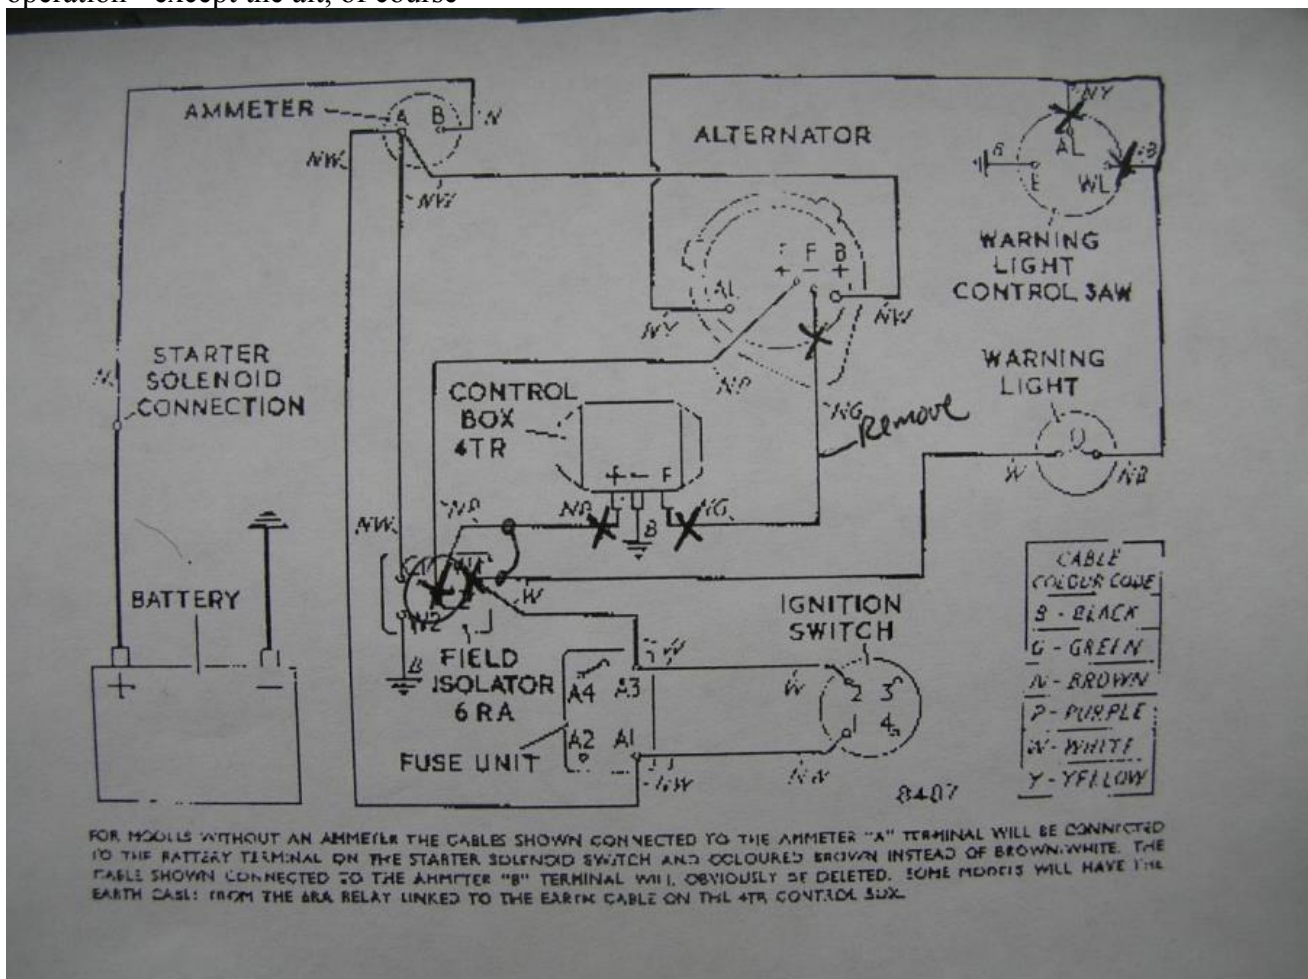 operation - except the alt, of course
AMMETER
A B
N
NW
NW
ALTERNATOR
NY
AL
B
B
E
WL
WARNING
LIGHT
CONTROL 3AW
F F B
+ - +
AL
NY
NW
NP
STARTER
SOLENOID
CONNECTION
N
CONTROL
BOX
4TR
+ - F
WARNING
LIGHT
NG
Remove
W
NB
NP
NP
NG
B
NW
W
W2
BATTERY
+ -
B
FIELD
ISOLATOR
6RA
FUSE UNIT
A4 A3
A2 A1
W
W
NW
NW
IGNITION
SWITCH
2 3
1 4
8407
CABLE
COLOUR CODE
B - BLACK
G - GREEN
N - BROWN
P - PURPLE
W - WHITE
Y - YELLOW
FOR MODELS WITHOUT AN AMMETER THE CABLES SHOWN CONNECTED TO THE AMMETER "A" TERMINAL WILL BE CONNECTED
TO THE BATTERY TERMINAL ON THE STARTER SOLENOID SWITCH AND COLOURED BROWN INSTEAD OF BROWN/WHITE. THE
CABLE SHOWN CONNECTED TO THE AMMETER "B" TERMINAL WILL OBVIOUSLY BE DELETED. SOME MODELS WILL HAVE THE
EARTH CABLE FROM THE 6RA RELAY LINKED TO THE EARTH CABLE ON THE 4TR CONTROL BOX.